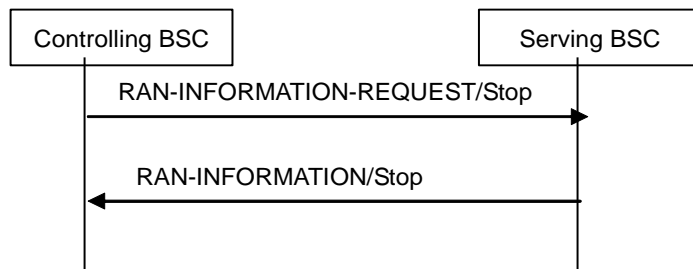 Controlling BSC
Serving BSC
RAN-INFORMATION-REQUEST/Stop
RAN-INFORMATION/Stop